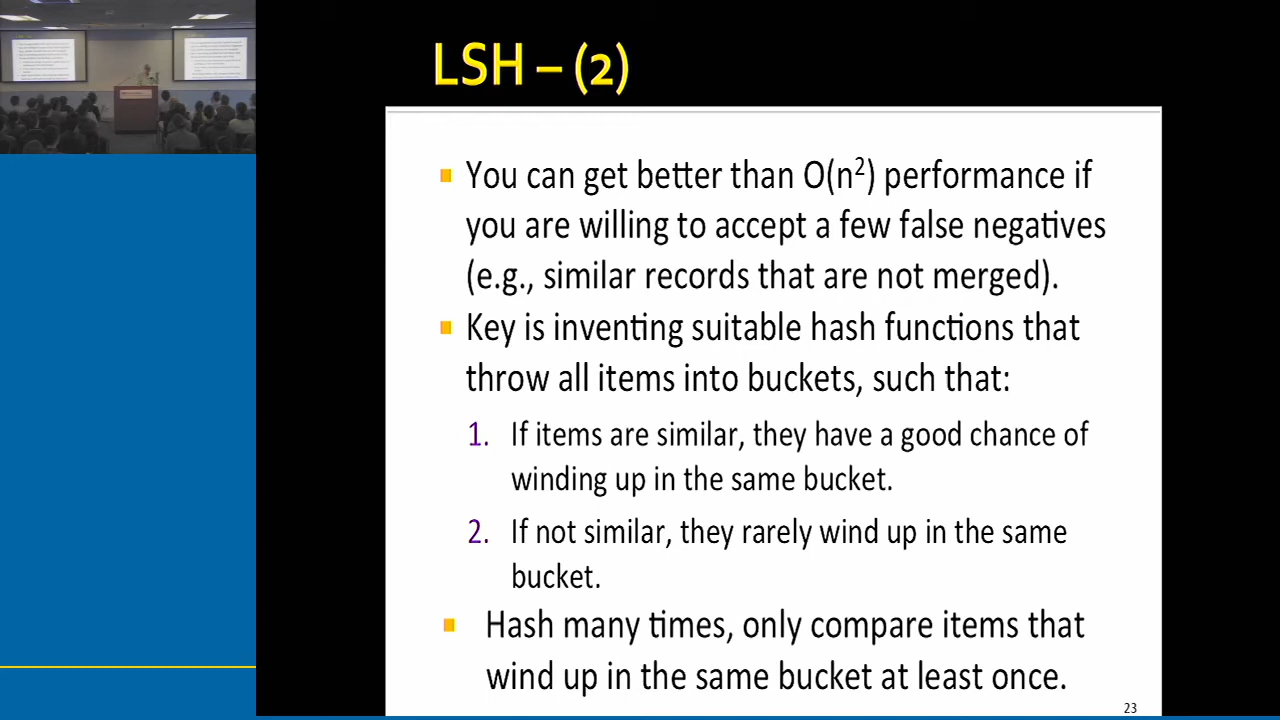 LSH – (2)
You can get better than O(n²) performance if
you are willing to accept a few false negatives
(e.g., similar records that are not merged).
Key is inventing suitable hash functions that
throw all items into buckets, such that:
1. If items are similar, they have a good chance of
winding up in the same bucket.
2. If not similar, they rarely wind up in the same
bucket.
Hash many times, only compare items that
wind up in the same bucket at least once.
23